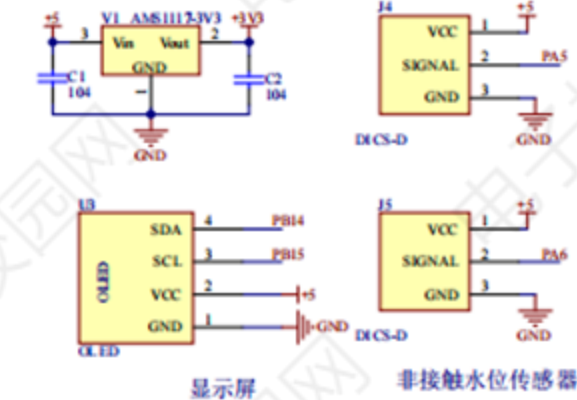 +5
V1 AMS1117-3V3
+3V3
3
Vin
Vout
2
GND
1
C1
104
C2
104
GND
J4
+5
VCC
1
SIGNAL
2
PA5
GND
3
DICS-D
GND
U3
SDA
4
PB14
SCL
3
PB15
OLED
VCC
2
+5
GND
1
GND
OLED
显示屏
J5
+5
VCC
1
SIGNAL
2
PA6
GND
3
DICS-D
GND
非接触水位传感器